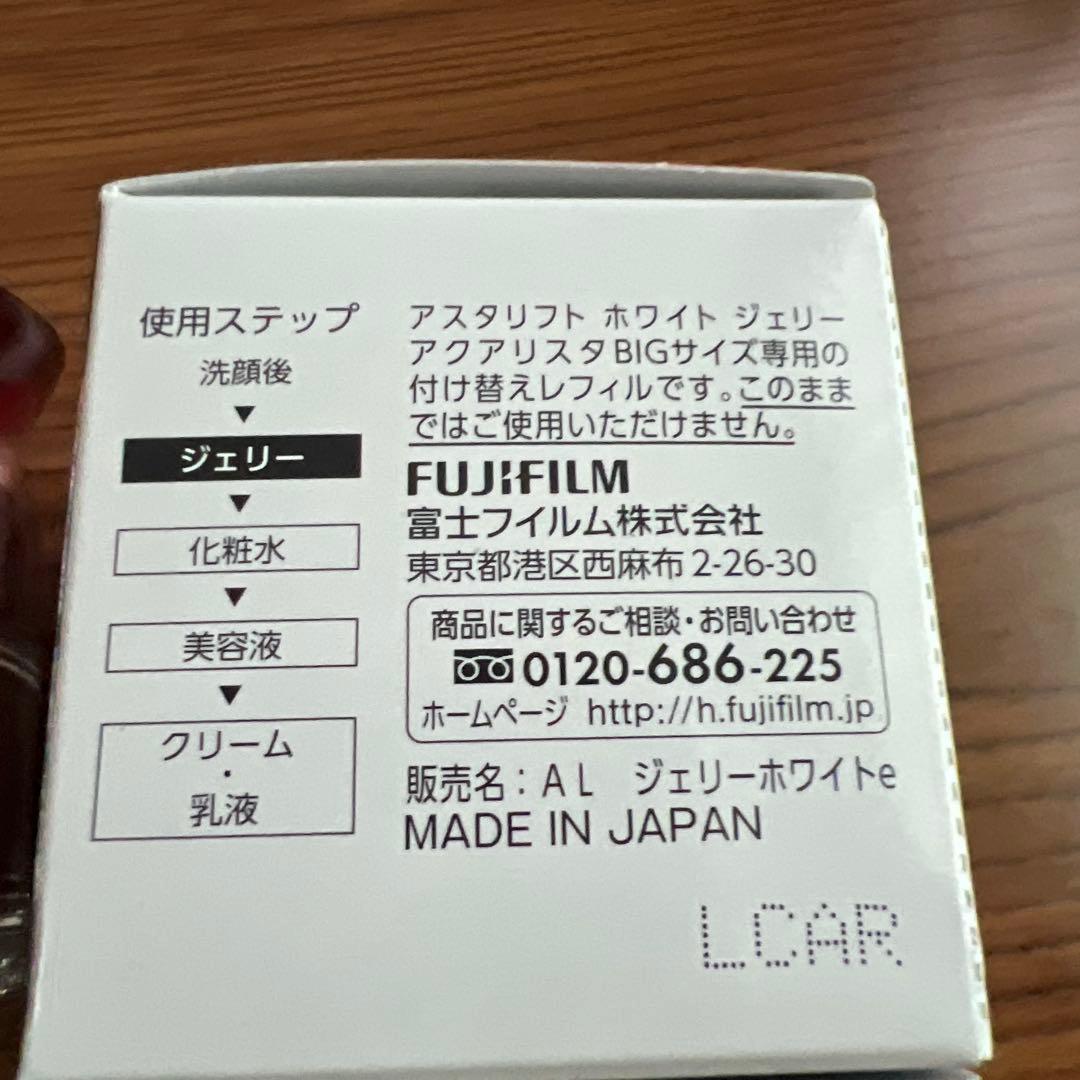 使用ステップ
洗顔後
▼
ジェリー
▼
化粧水
▼
美容液
▼
クリーム
・
乳液
アスタリフト ホワイト ジェリー
アクアリスタBIGサイズ専用の
付け替えレフィルです。このまま
ではご使用いただけません。
FUJIFILM
富士フイルム株式会社
東京都港区西麻布2-26-30
商品に関するご相談・お問い合わせ
0120-686-225
ホームページ http://h.fujifilm.jp
販売名：AL ジェリーホワイトe
MADE IN JAPAN
LCAR